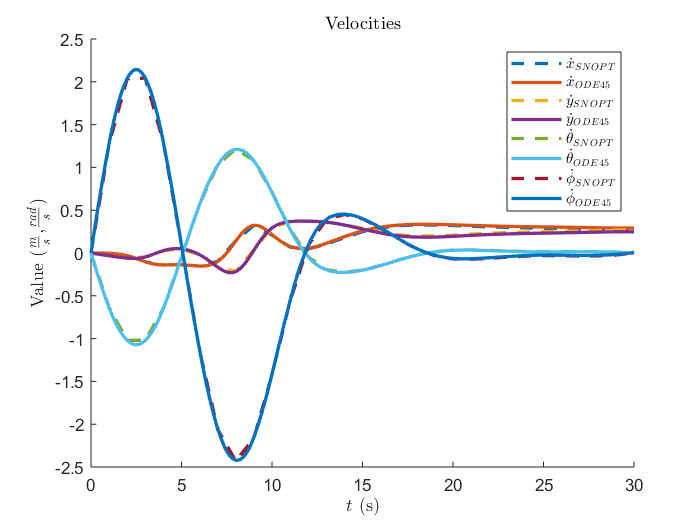 Velocities
2.5
2
1.5
1
0.5
0
-0.5
-1
-1.5
-2
-2.5
Value (m/s, rad/s)
ẋ_SNOPT
ẋ_ODE45
ẏ_SNOPT
ẏ_ODE45
θ̇_SNOPT
θ̇_ODE45
ϕ̇_SNOPT
ϕ̇_ODE45
0 5 10 15 20 25 30
t (s)